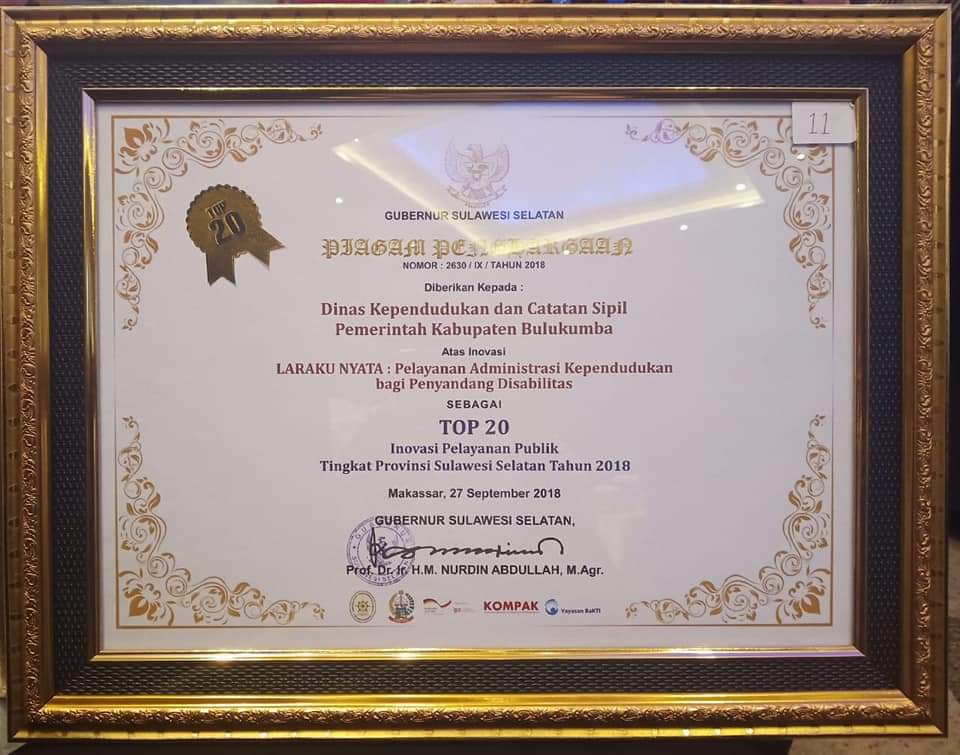 11
TOP
20
GUBERNUR SULAWESI SELATAN
PIAGAM PENGHARGAAN
NOMOR : 2630 / IX / TAHUN 2018
Diberikan Kepada :
Dinas Kependudukan dan Catatan Sipil
Pemerintah Kabupaten Bulukumba
Atas Inovasi
LARAKU NYATA : Pelayanan Administrasi Kependudukan
bagi Penyandang Disabilitas
SEBAGAI
TOP 20
Inovasi Pelayanan Publik
Tingkat Provinsi Sulawesi Selatan Tahun 2018
Makassar, 27 September 2018
GUBERNUR SULAWESI SELATAN,
Prof. Dr. Ir. H.M. NURDIN ABDULLAH, M.Agr.
giz
KOMPAK
Yayasan BaKTI